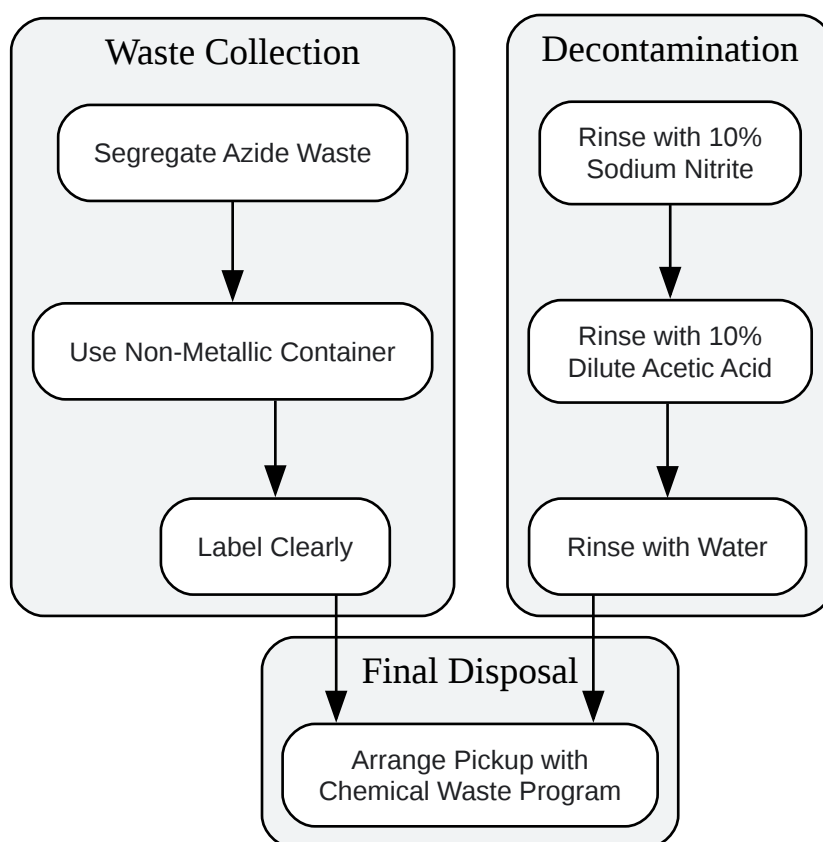 Waste Collection
Segregate Azide Waste
Use Non-Metallic Container
Label Clearly
Decontamination
Rinse with 10%
Sodium Nitrite
Rinse with 10%
Dilute Acetic Acid
Rinse with Water
Final Disposal
Arrange Pickup with
Chemical Waste Program